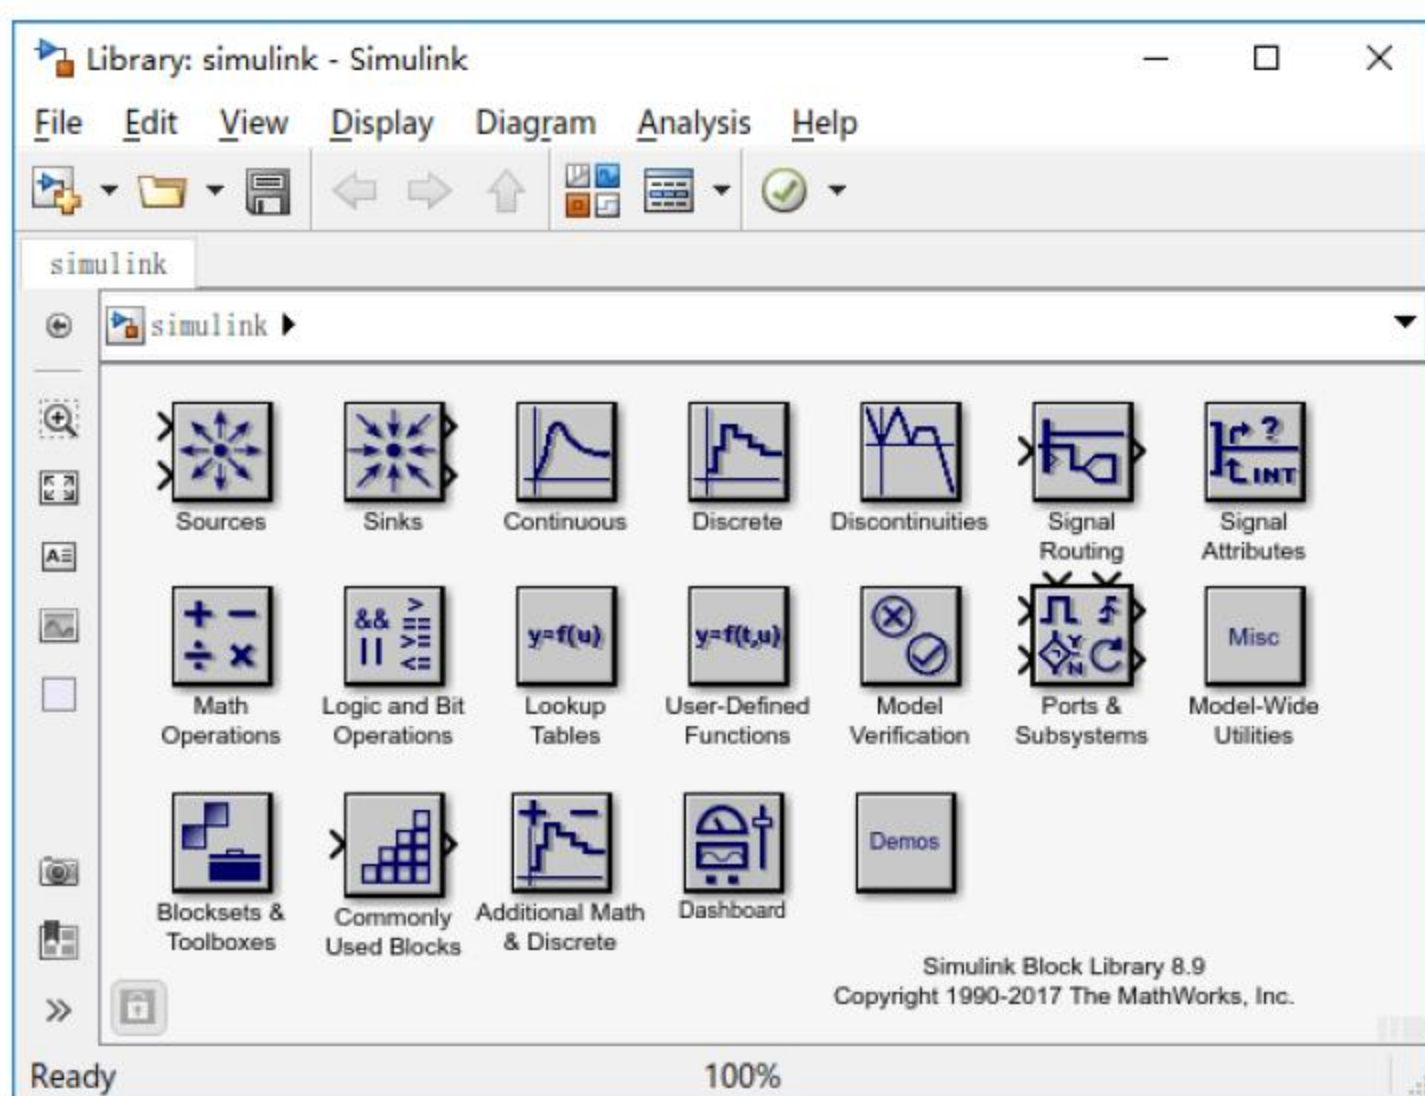 Library: simulink - Simulink
File Edit View Display Diagram Analysis Help
simulink
simulink
Sources Sinks Continuous Discrete Discontinuities Signal Routing Signal Attributes
? INT
+ - ÷ × && || > == >= <= y=f(u) y=f(t,u) Y N Misc
Math Operations Logic and Bit Operations Lookup Tables User-Defined Functions Model Verification Ports & Subsystems Model-Wide Utilities
+ - Demos
Blocksets & Toolboxes Commonly Used Blocks Additional Math & Discrete Dashboard
Simulink Block Library 8.9
Copyright 1990-2017 The MathWorks, Inc.
Ready 100%